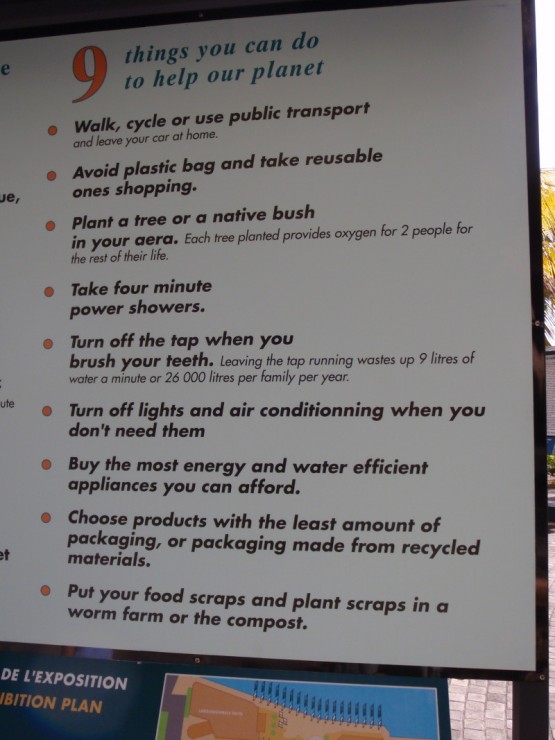 e
9 things you can do
to help our planet
Walk, cycle or use public transport
and leave your car at home.
Avoid plastic bag and take reusable
ones shopping.
ue,
Plant a tree or a native bush
in your aera. Each tree planted provides oxygen for 2 people for
the rest of their life.
Take four minute
power showers.
Turn off the tap when you
brush your teeth. Leaving the tap running wastes up 9 litres of
water a minute or 26 000 litres per family per year.
ute
Turn off lights and air conditionning when you
don't need them
Buy the most energy and water efficient
appliances you can afford.
Choose products with the least amount of
packaging, or packaging made from recycled
materials.
et
Put your food scraps and plant scraps in a
worm farm or the compost.
DE L'EXPOSITION
IBITION PLAN